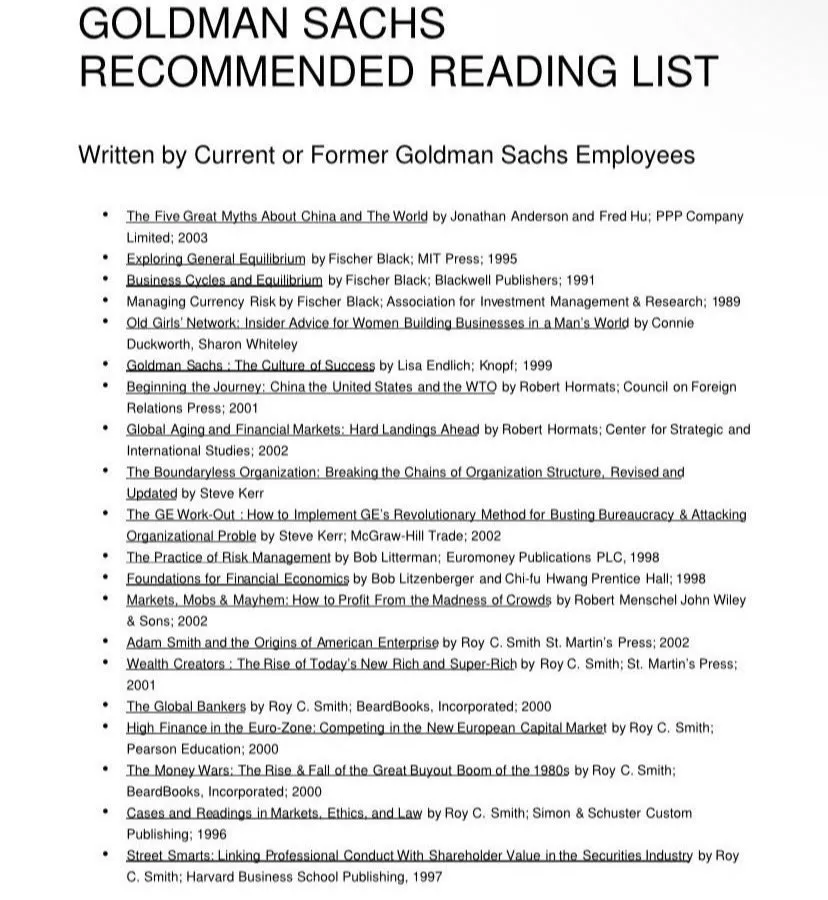 GOLDMAN SACHS
RECOMMENDED READING LIST
Written by Current or Former Goldman Sachs Employees
• The Five Great Myths About China and The World by Jonathan Anderson and Fred Hu; PPP Company
Limited; 2003
• Exploring General Equilibrium by Fischer Black; MIT Press; 1995
• Business Cycles and Equilibrium by Fischer Black; Blackwell Publishers; 1991
• Managing Currency Risk by Fischer Black; Association for Investment Management & Research; 1989
• Old Girls' Network: Insider Advice for Women Building Businesses in a Man's World by Connie
Duckworth, Sharon Whiteley
• Goldman Sachs : The Culture of Success by Lisa Endlich; Knopf; 1999
• Beginning the Journey: China the United States and the WTO by Robert Hormats; Council on Foreign
Relations Press; 2001
• Global Aging and Financial Markets: Hard Landings Ahead by Robert Hormats; Center for Strategic and
International Studies; 2002
• The Boundaryless Organization: Breaking the Chains of Organization Structure, Revised and
Updated by Steve Kerr
• The GE Work-Out : How to Implement GE's Revolutionary Method for Busting Bureaucracy & Attacking
Organizational Proble by Steve Kerr; McGraw-Hill Trade; 2002
• The Practice of Risk Management by Bob Litterman; Euromoney Publications PLC, 1998
• Foundations for Financial Economics by Bob Litzenberger and Chi-fu Hwang Prentice Hall; 1998
• Markets, Mobs & Mayhem: How to Profit From the Madness of Crowds by Robert Menschel John Wiley
& Sons; 2002
• Adam Smith and the Origins of American Enterprise by Roy C. Smith St. Martin's Press; 2002
• Wealth Creators : The Rise of Today's New Rich and Super-Rich by Roy C. Smith; St. Martin's Press;
2001
• The Global Bankers by Roy C. Smith; BeardBooks, Incorporated; 2000
• High Finance in the Euro-Zone: Competing in the New European Capital Market by Roy C. Smith;
Pearson Education; 2000
• The Money Wars: The Rise & Fall of the Great Buyout Boom of the 1980s by Roy C. Smith;
BeardBooks, Incorporated; 2000
• Cases and Readings in Markets, Ethics, and Law by Roy C. Smith; Simon & Schuster Custom
Publishing; 1996
• Street Smarts: Linking Professional Conduct With Shareholder Value in the Securities Industry by Roy
C. Smith; Harvard Business School Publishing, 1997